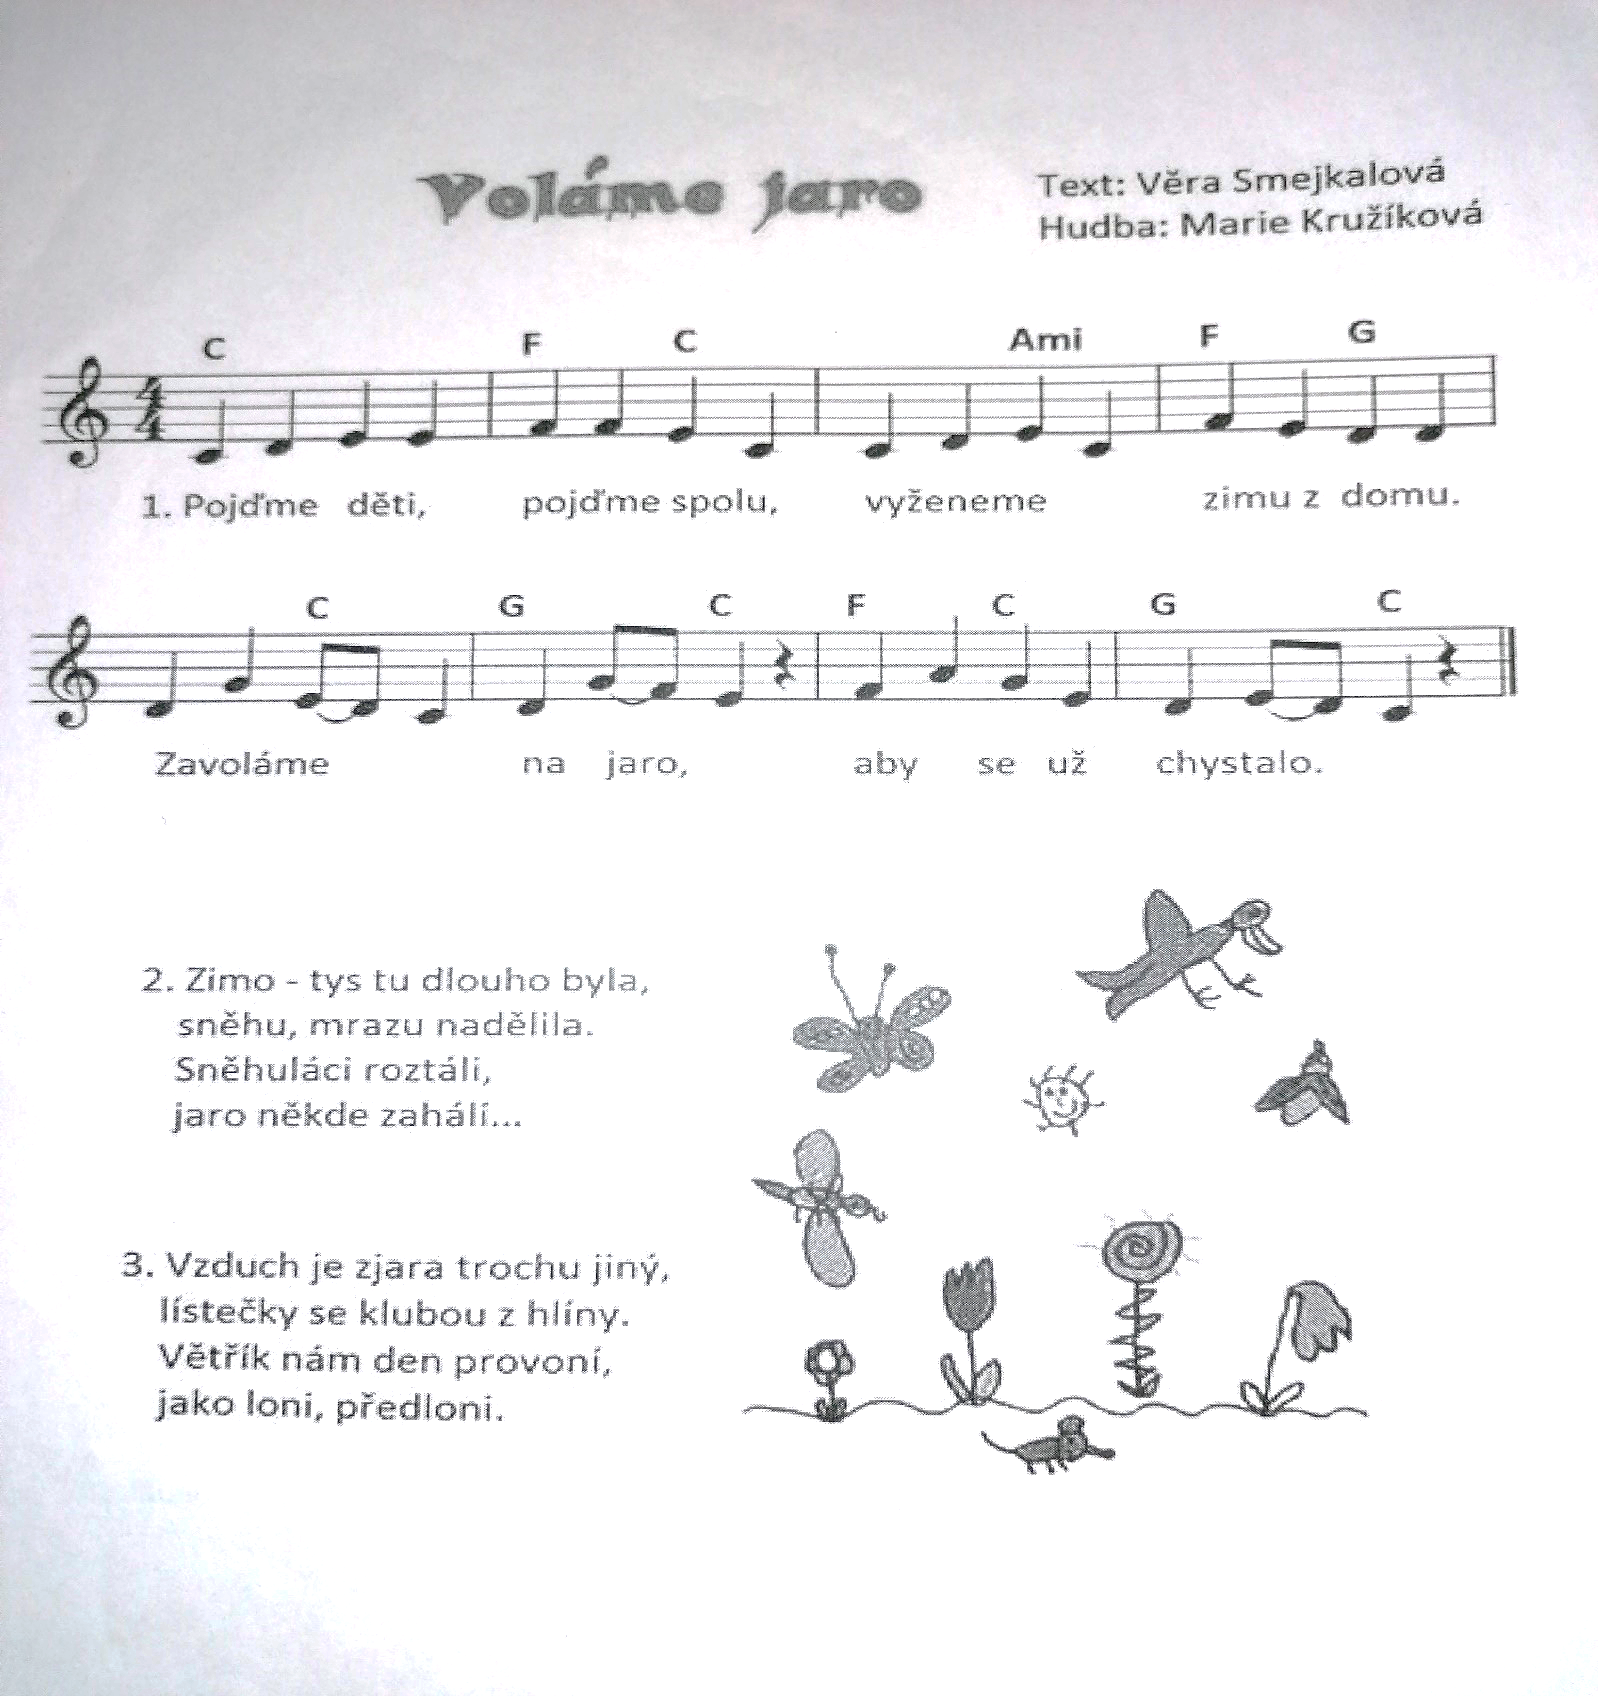 Voláme jaro
Text: Věra Smejkalová
Hudba: Marie Kružíková
C F C Ami F G
4
4
1. Pojďme děti, pojďme spolu, vyženeme zimu z domu.
C G C F C G C
Zavoláme na jaro, aby se už chystalo.
2. Zimo - tys tu dlouho byla,
sněhu, mrazu nadělila.
Sněhuláci roztáli,
jaro někde zahálí...
3. Vzduch je zjara trochu jiný,
lístečky se klubou z hlíny.
Větřík nám den provoní,
jako loni, předloni.